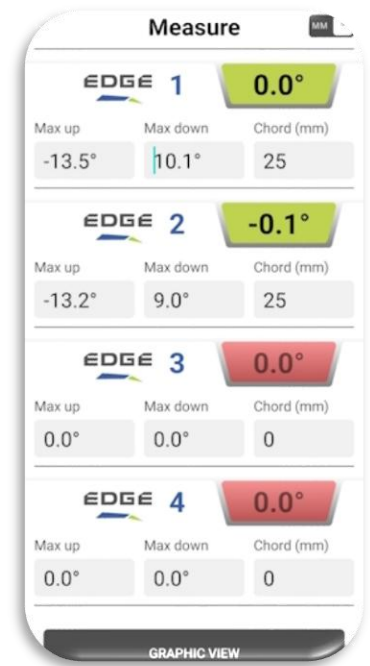 Measure MM
EDGE 1 0.0°
Max up Max down Chord (mm)
-13.5° 10.1° 25
EDGE 2 -0.1°
Max up Max down Chord (mm)
-13.2° 9.0° 25
EDGE 3 0.0°
Max up Max down Chord (mm)
0.0° 0.0° 0
EDGE 4 0.0°
Max up Max down Chord (mm)
0.0° 0.0° 0
GRAPHIC VIEW